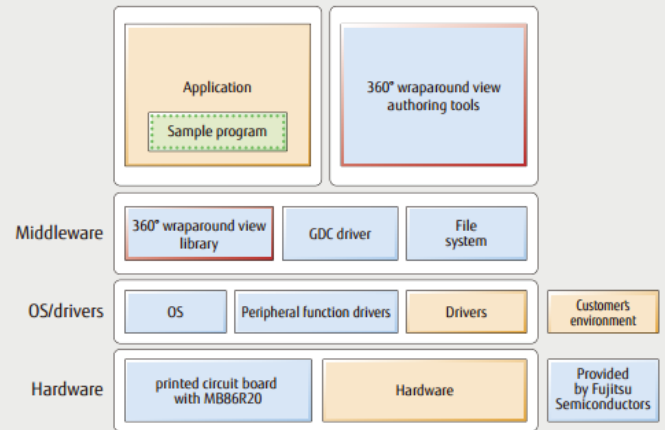 Application
Sample program
360° wraparound view
authoring tools
Middleware
360° wraparound view
library
GDC driver
File
system
OS/drivers
OS
Peripheral function drivers
Drivers
Customer's
environment
Hardware
printed circuit board
with MB86R20
Hardware
Provided
by Fujitsu
Semiconductors